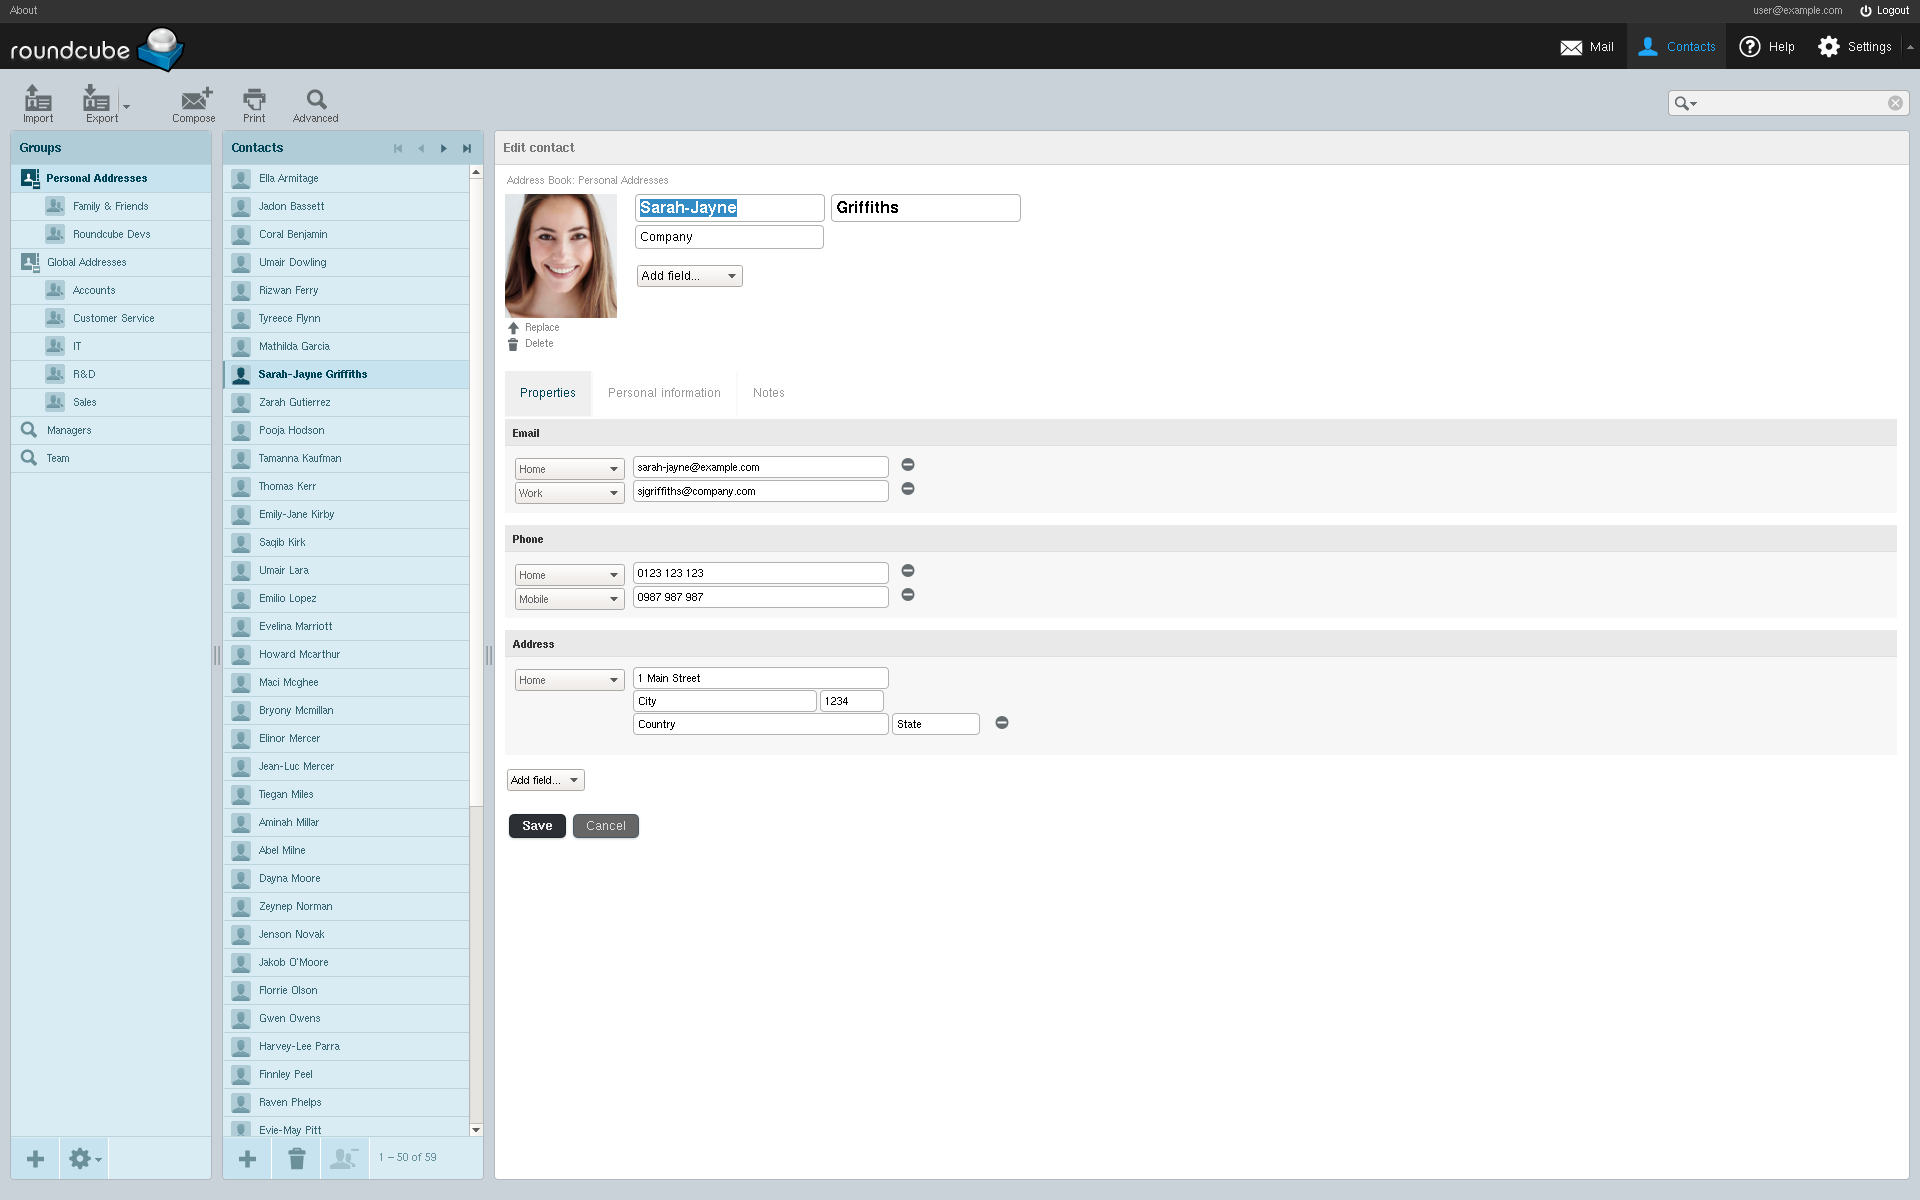 About
user@example.com Logout
roundcube
Mail Contacts Help Settings
Import Export Compose Print Advanced
Groups
Personal Addresses
Family & Friends
Roundcube Devs
Global Addresses
Accounts
Customer Service
IT
R&D
Sales
Managers
Team
Contacts
Ella Armitage
Jadon Bassett
Coral Benjamin
Umair Dowling
Rizwan Ferry
Tyreece Flynn
Mathilda Garcia
Sarah-Jayne Griffiths
Zarah Gutierrez
Pooja Hodson
Tamanna Kaufman
Thomas Kerr
Emily-Jane Kirby
Saqib Kirk
Umair Lara
Emilio Lopez
Evelina Marriott
Howard Mcarthur
Maci Mcghee
Bryony Mcmillan
Elinor Mercer
Jean-Luc Mercer
Tiegan Miles
Aminah Millar
Abel Milne
Dayna Moore
Zeynep Norman
Jenson Novak
Jakob O'Moore
Florrie Olson
Gwen Owens
Harvey-Lee Parra
Finnley Peel
Raven Phelps
Evie-May Pitt
1 – 50 of 59
Edit contact
Address Book: Personal Addresses
Sarah-Jayne Griffiths
Company
Add field...
Replace
Delete
Properties Personal information Notes
Email
Home sarah-jayne@example.com
Work sjgriffiths@company.com
Phone
Home 0123 123 123
Mobile 0987 987 987
Address
Home 1 Main Street
City 1234
Country State
Add field...
Save Cancel